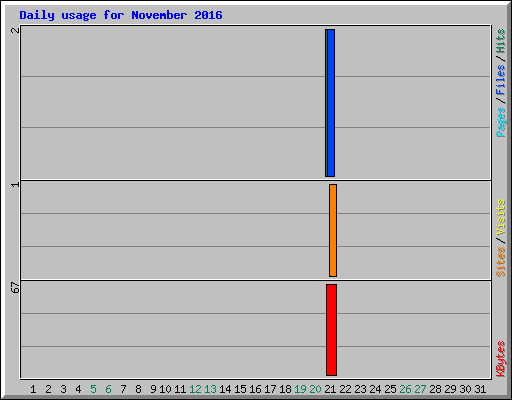 Daily usage for November 2016
2
1
67
Pages / Files / Hits
Sites / Visits
KBytes
1 2 3 4 5 6 7 8 9 10 11 12 13 14 15 16 17 18 19 20 21 22 23 24 25 26 27 28 29 30 31